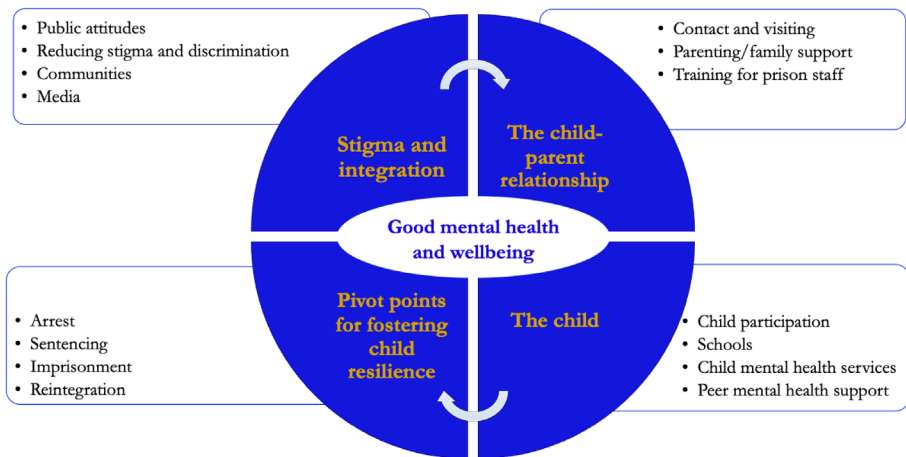 • Public attitudes
• Reducing stigma and discrimination
• Communities
• Media
• Contact and visiting
• Parenting/family support
• Training for prison staff
Stigma and
integration
The child-
parent
relationship
Good mental health
and wellbeing
Pivot points
for fostering
child
resilience
The child
• Arrest
• Sentencing
• Imprisonment
• Reintegration
• Child participation
• Schools
• Child mental health services
• Peer mental health support